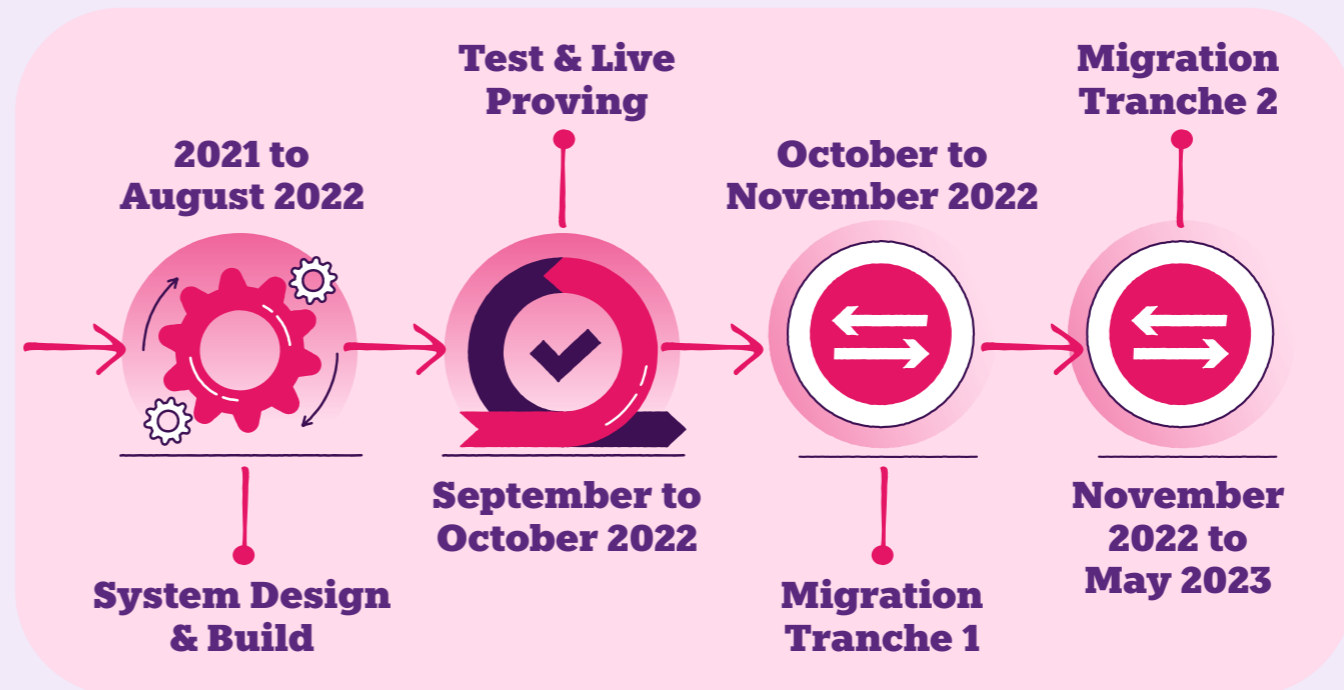 2021 to
August 2022
System Design
& Build
Test & Live
Proving
September to
October 2022
October to
November 2022
Migration
Tranche 1
Migration
Tranche 2
November
2022 to
May 2023